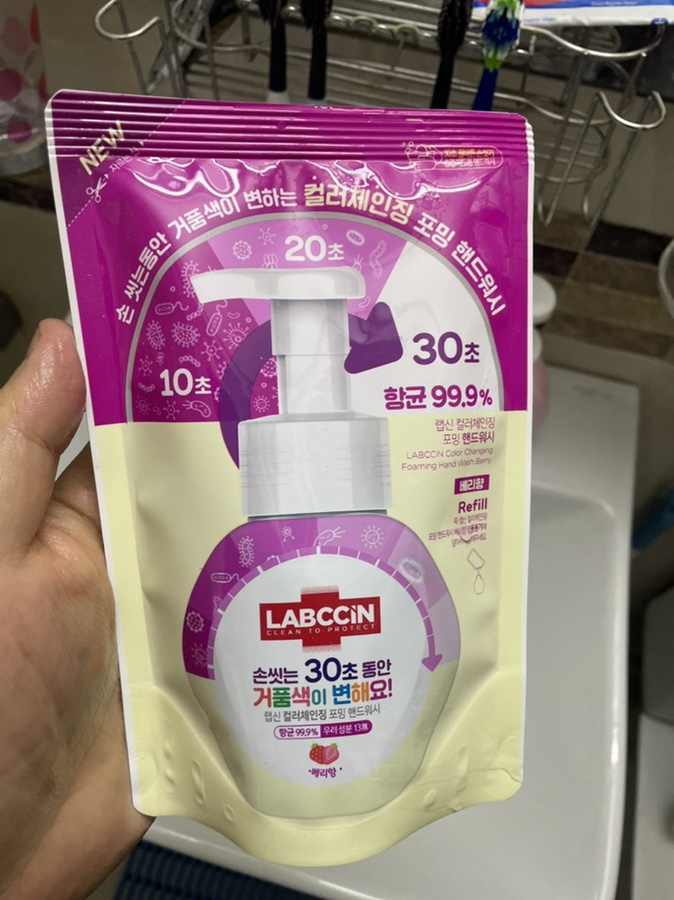 NEW
손 씻는동안 거품색이 변하는 컬러체인징 포밍 핸드워시
20초
10초
30초
항균 99.9%
랩신 컬러체인징
포밍 핸드워시
LABCCiN Color Changing
Foaming Hand Wash Berry
베리향
Refill
LABCCiN
CLEAN TO PROTECT
손씻는 30초 동안
거품색이 변해요!
랩신 컬러체인징 포밍 핸드워시
항균 99.9% 우려 성분 13無
베리향